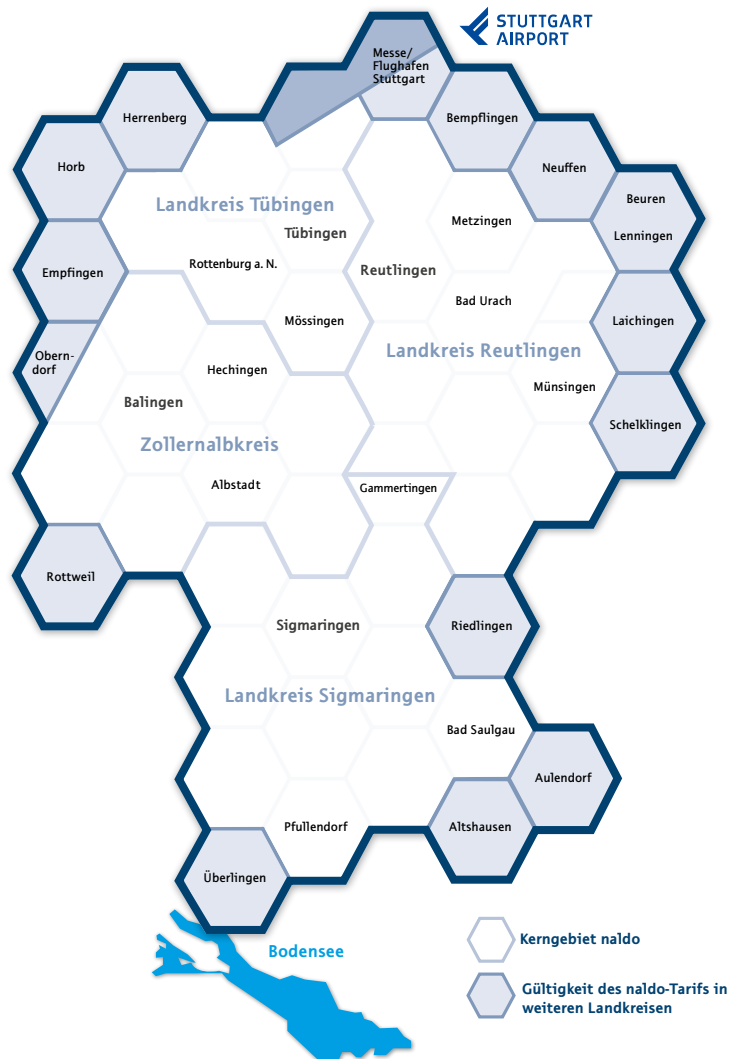 STUTTGART
AIRPORT
Messe/
Flughafen
Stuttgart
Herrenberg
Bempflingen
Horb
Neuffen
Beuren
Landkreis Tübingen
Metzingen
Tübingen
Lenningen
Empfingen
Rottenburg a. N.
Reutlingen
Bad Urach
Mössingen
Laichingen
Obern-
dorf
Landkreis Reutlingen
Hechingen
Münsingen
Balingen
Schelklingen
Zollernalbkreis
Albstadt
Gammertingen
Rottweil
Sigmaringen
Riedlingen
Landkreis Sigmaringen
Bad Saulgau
Aulendorf
Pfullendorf
Altshausen
Überlingen
Bodensee
Kerngebiet naldo
Gültigkeit des naldo-Tarifs in
weiteren Landkreisen